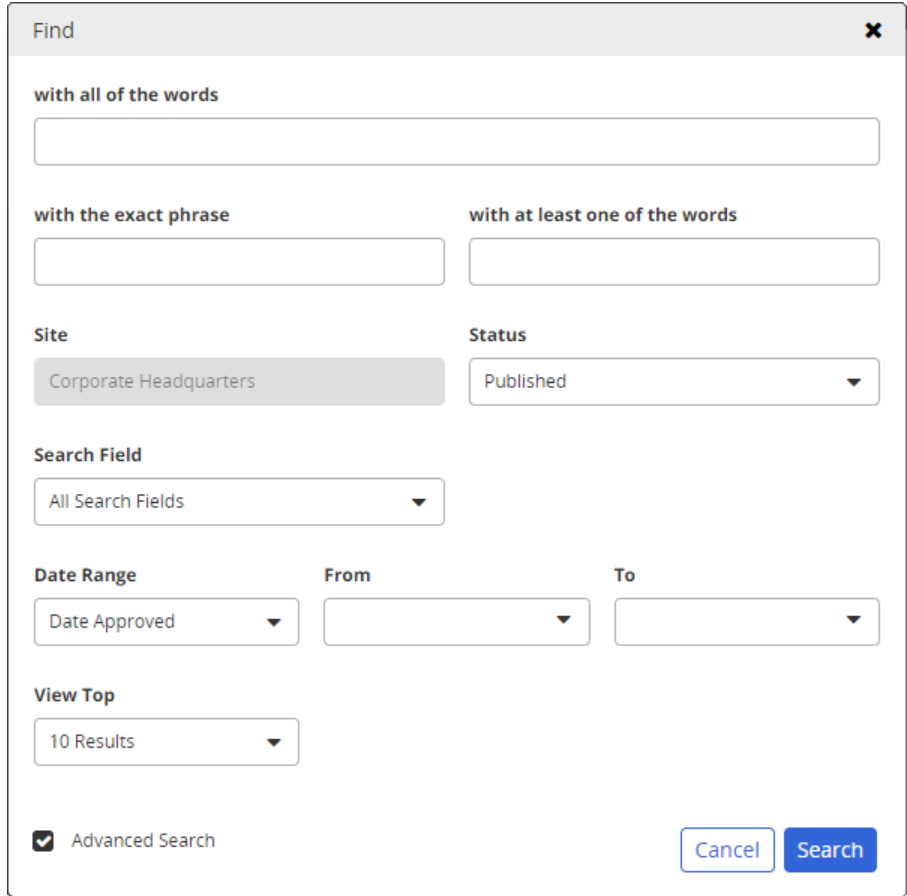 Find
with all of the words
with the exact phrase with at least one of the words
Site Status
Corporate Headquarters Published
Search Field
All Search Fields
Date Range From To
Date Approved
View Top
10 Results
Advanced Search Cancel Search